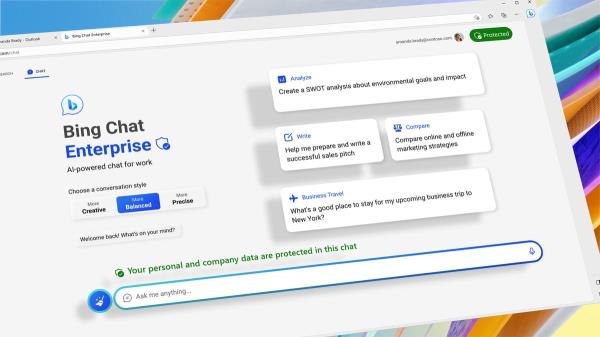 Amanda Brady - Outlook
Bing Chat Enterprise
CHAT
amanda.brady@contoso.com
Protected
Bing Chat
Enterprise
AI-powered chat for work
Choose a conversation style
More
Creative
More
Balanced
More
Precise
Welcome back! What's on your mind?
Analyze
Create a SWOT analysis about environmental goals and impact
Write
Help me prepare and write a
successful sales pitch
Compare
Compare online and offline
marketing strategies
Business Travel
What's a good place to stay for my upcoming business trip to
New York?
Your personal and company data are protected in this chat
Ask me anything...